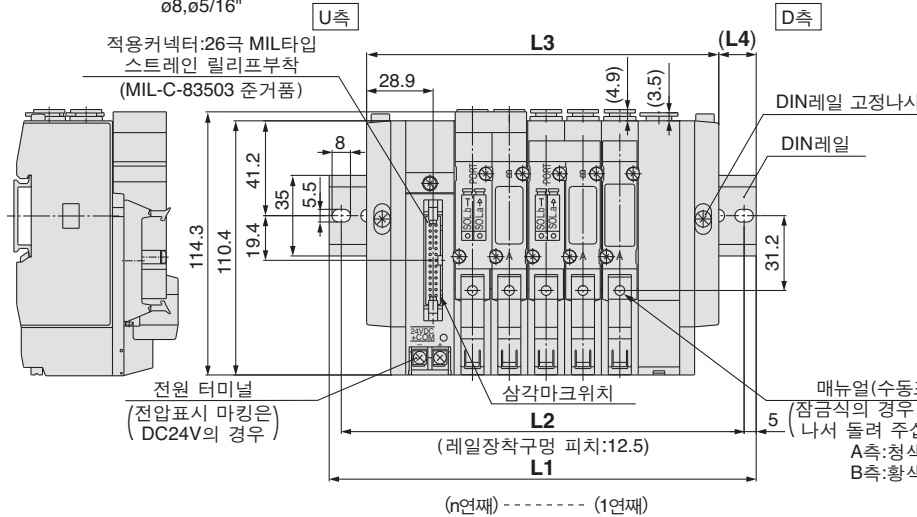 ø8,ø5/16"
U측
D측
적용커넥터:26극 MIL타입
스트레인 릴리프부착
(MIL-C-83503 준거품)
L3
(L4)
28.9
(4.9)
(3.5)
DIN레일 고정나사
DIN레일
8
41.2
35
5.5
19.4
114.3
110.4
31.2
PORT
B
PORT
B
SOL.b
SOL.a
SOL.b
SOL.a
A
A
A
24VDC
+COM
- +
전원 터미널
(전압표시 마킹은
DC24V의 경우)
삼각마크위치
매뉴얼(수동
(잠금식의 경우
나서 돌려 주십
A측:청색
B측:황색
L2
5
(레일장착구멍 피치:12.5)
L1
(n연째) - - - - - - - - (1연째)